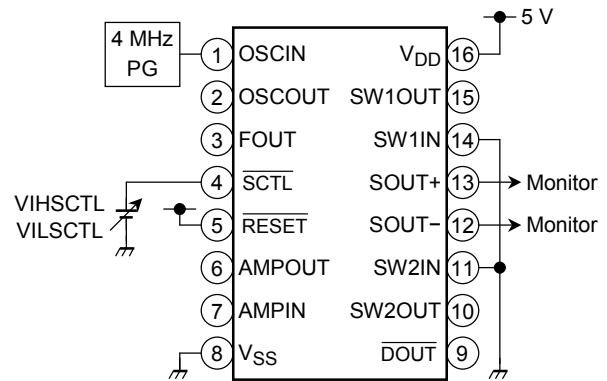 5 V
4 MHz
PG
1 OSCIN
VDD 16
2 OSCOUT
SW1OUT 15
3 FOUT
SW1IN 14
4 SCTL
SOUT+ 13 Monitor
VIHSCTL
VILSCTL
5 RESET
SOUT− 12 Monitor
6 AMPOUT
SW2IN 11
7 AMPIN
SW2OUT 10
8 VSS
DOUT 9